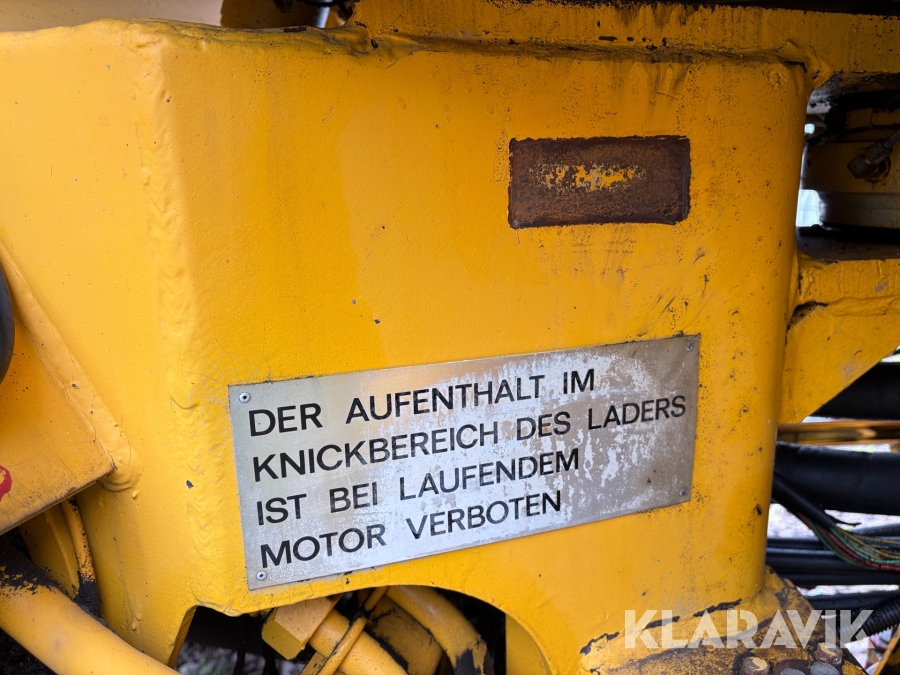 DER AUFENTHALT IM
KNICKBEREICH DES LADERS
IST BEI LAUFENDEM
MOTOR VERBOTEN
KLARAVIK